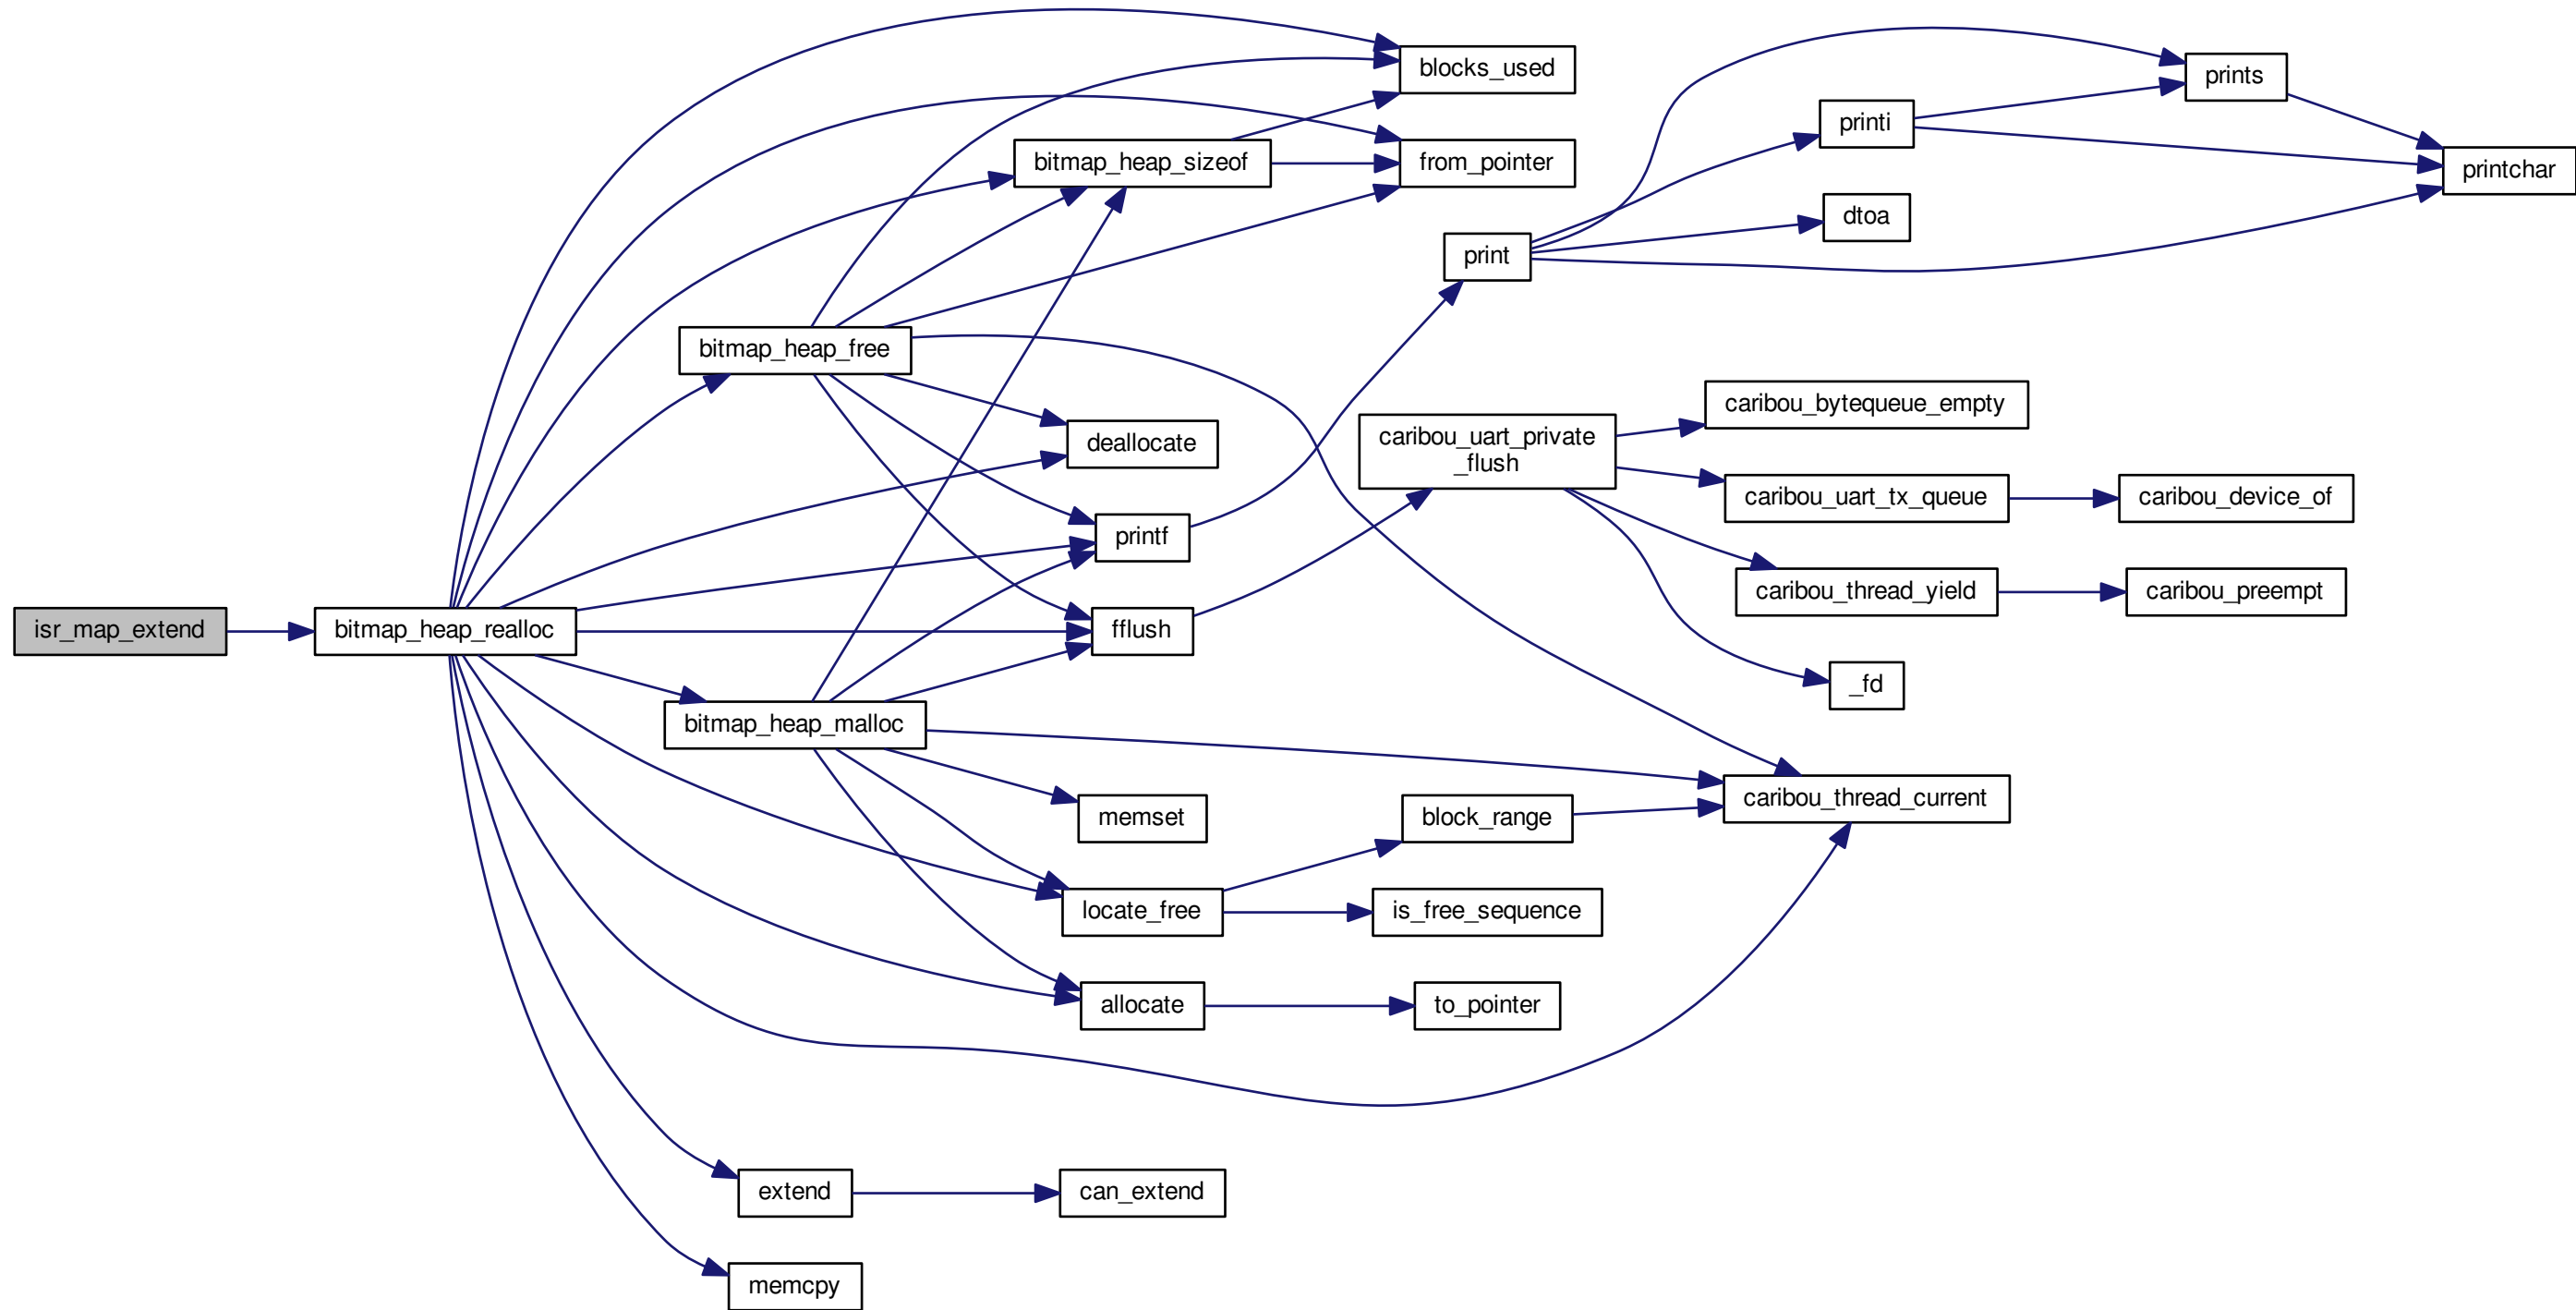 blocks_used
prints
printi
bitmap_heap_sizeof
from_pointer
printchar
dtoa
print
bitmap_heap_free
caribou_bytequeue_empty
deallocate
caribou_uart_private
_flush
caribou_uart_tx_queue
caribou_device_of
printf
caribou_thread_yield
caribou_preempt
isr_map_extend
bitmap_heap_realloc
fflush
_fd
bitmap_heap_malloc
caribou_thread_current
memset
block_range
locate_free
is_free_sequence
allocate
to_pointer
extend
can_extend
memcpy